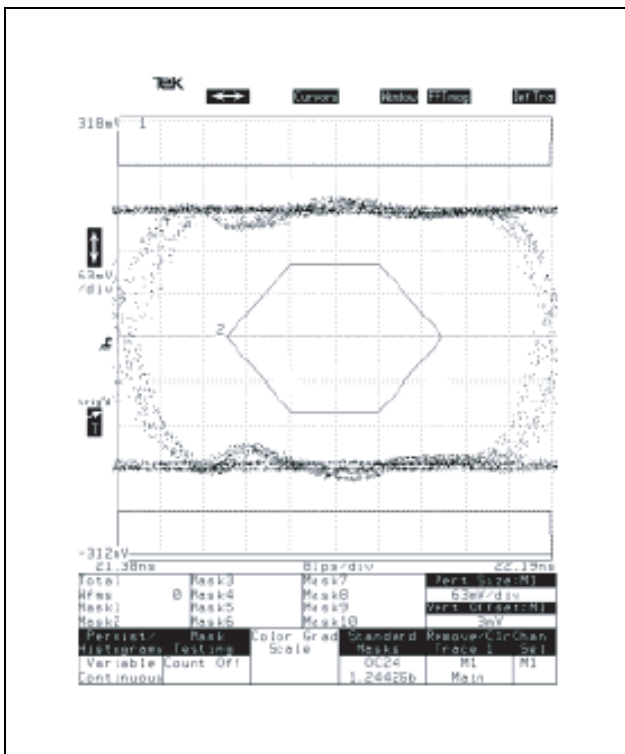 Tek
Cursors Window FFTmag
318mV 1
63mV
/div
2
T
-312mV
21.38ns 81ps/div 22.19ns
Total Mask3 Mask7 Vert Size:M1
Wfms 0 Mask4 Mask8 63mV/div
Mask1 Mask5 Mask9 Vert Offset:M1
Mask2 Mask6 Mask10 3mV
Persist/ Mask Color Grad Standard Remove/Clr Chan
Histograms Testing Scale Masks Trace 1 Sel
Variable Count Off OC24 M1 M1
Continuous 1.2442Gb Main